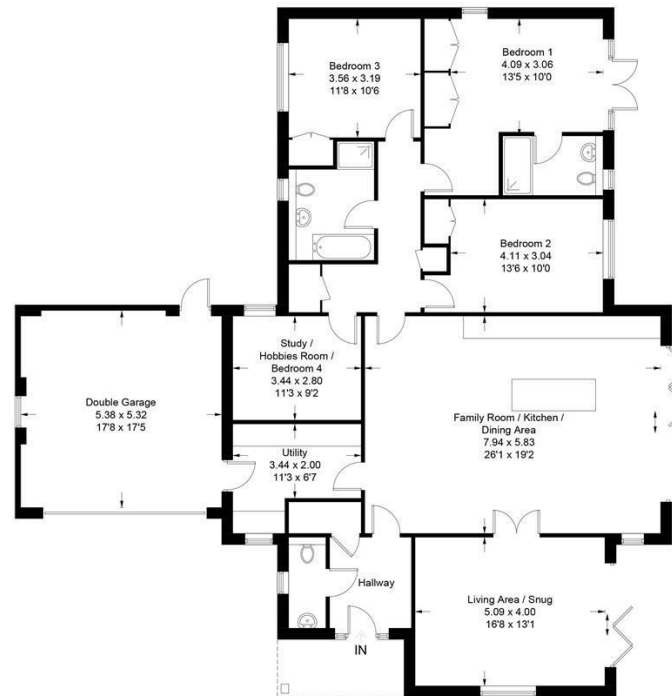 Bedroom 3
3.56 x 3.19
11'8 x 10'6
Bedroom 1
4.09 x 3.06
13'5 x 10'0
Bedroom 2
4.11 x 3.04
13'6 x 10'0
Study /
Hobbies Room /
Bedroom 4
3.44 x 2.80
11'3 x 9'2
Double Garage
5.38 x 5.32
17'8 x 17'5
Family Room / Kitchen /
Dining Area
7.94 x 5.83
26'1 x 19'2
Utility
3.44 x 2.00
11'3 x 6'7
Hallway
Living Area / Snug
5.09 x 4.00
16'8 x 13'1
IN